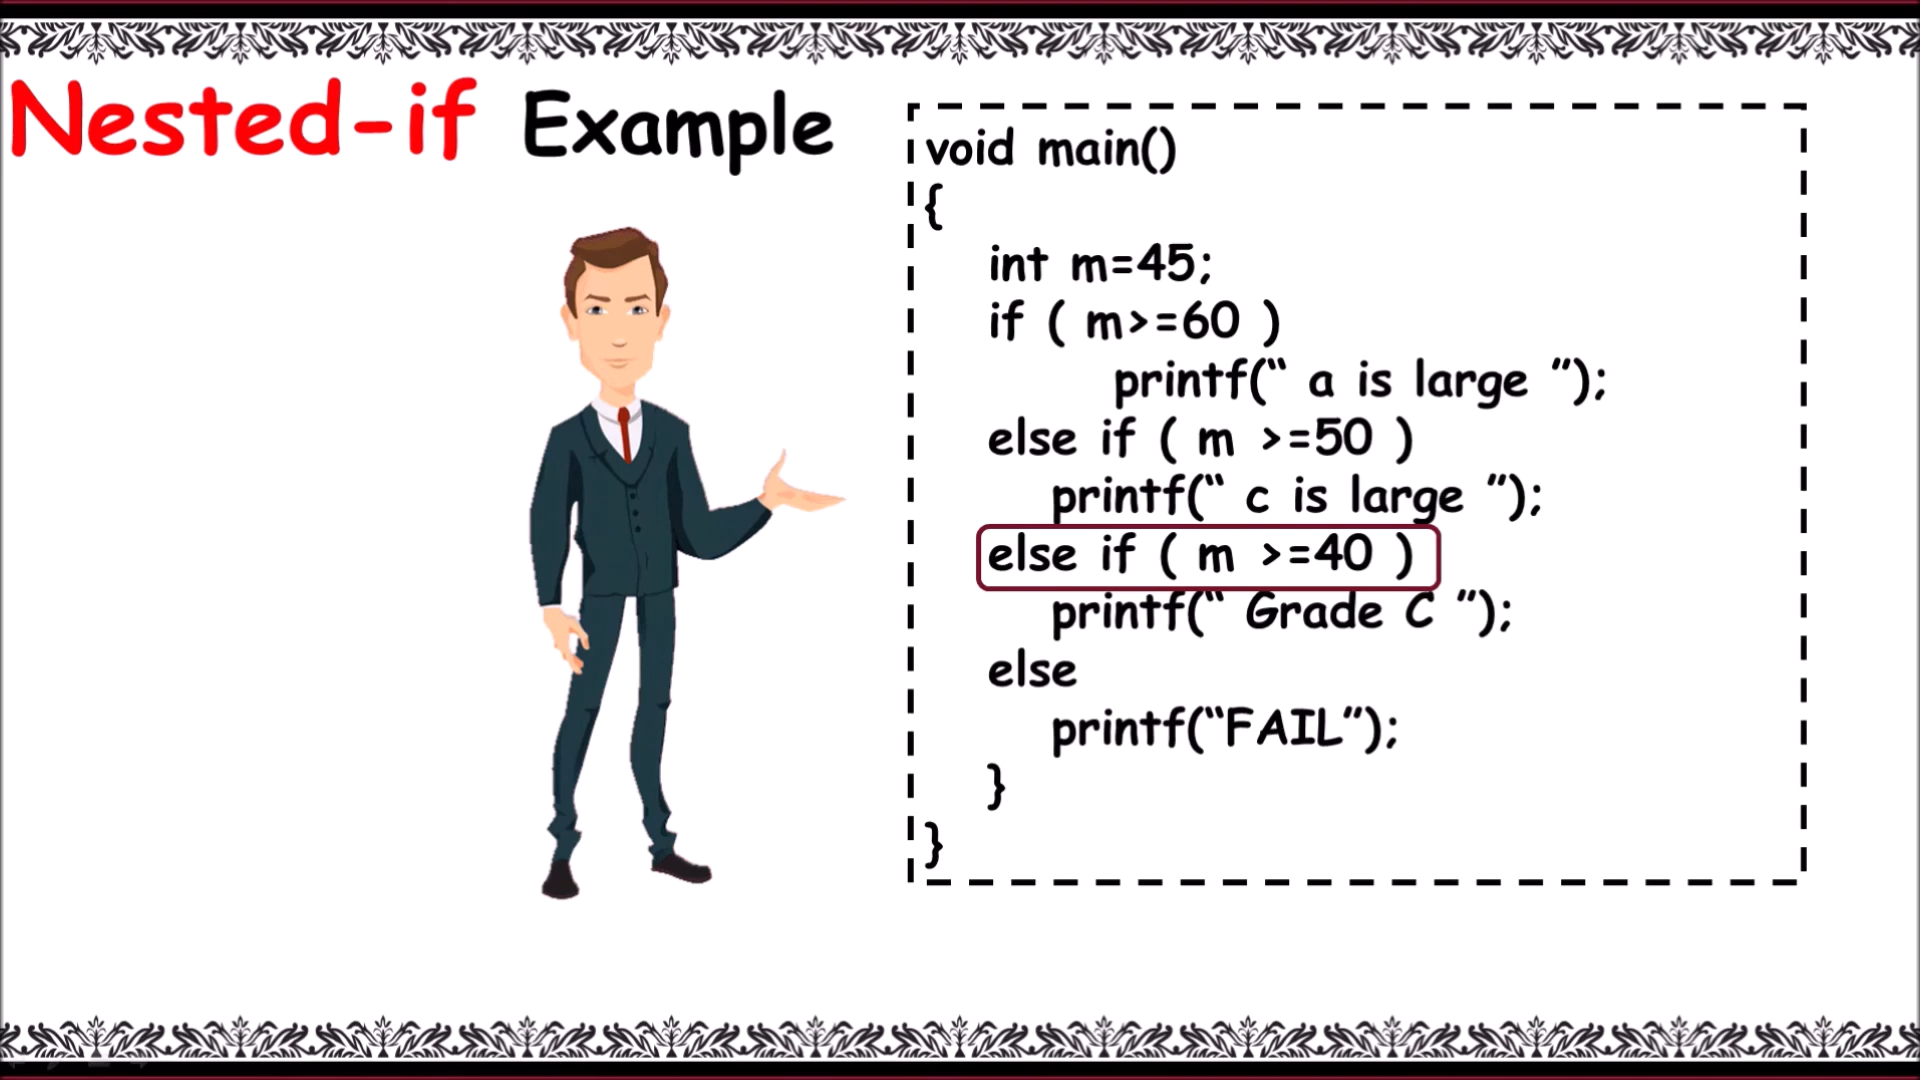 Nested-if Example
void main()
{
int m=45;
if ( m>=60 )
printf(“ a is large ”);
else if ( m >=50 )
printf(“ c is large ”);
else if ( m >=40 )
printf(“ Grade C ”);
else
printf(“FAIL”);
}
}